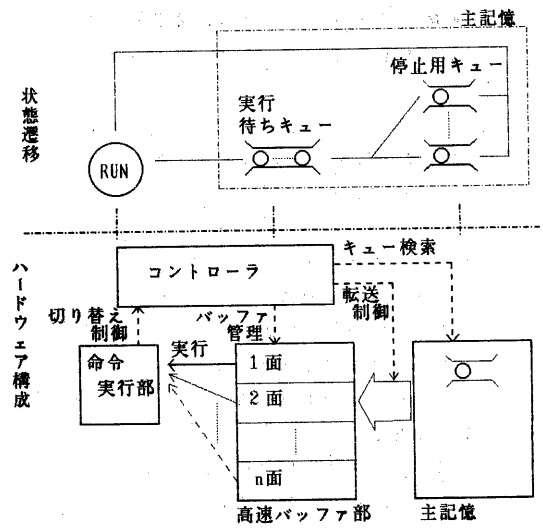 主記憶
停止用キュー
実行
待ちキュー
状態遷移
RUN
キュー検索
コントローラ
転送
制御
ハードウェア構成
切り替え
制御
バッファ
管理
実行
命令
実行部
1面
2面
n面
高速バッファ部
主記憶